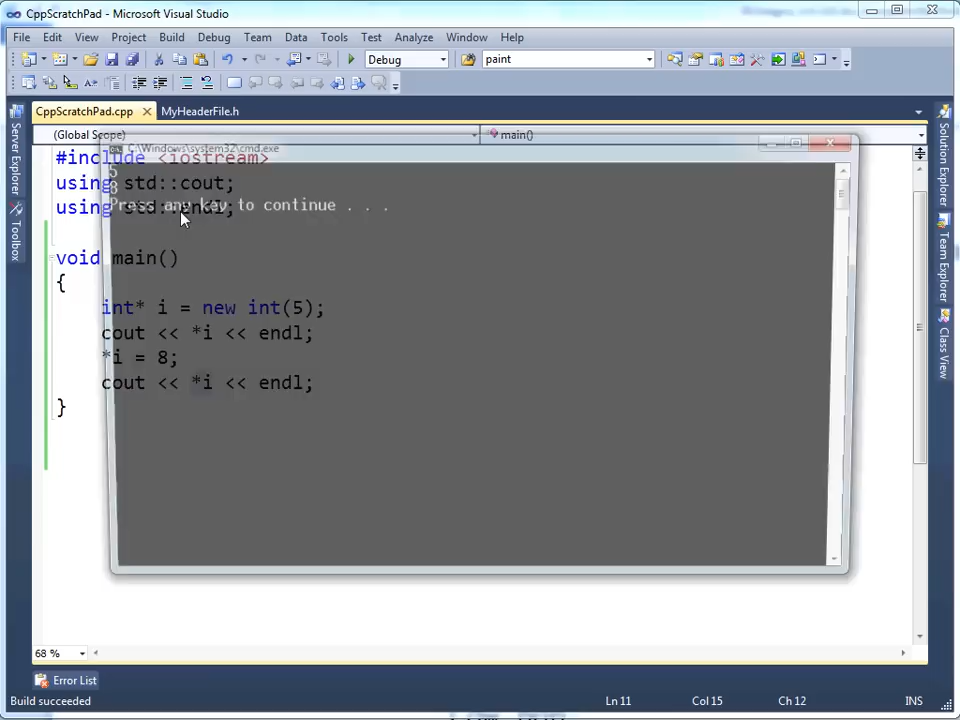 CppScratchPad - Microsoft Visual Studio
File Edit View Project Build Debug Team Data Tools Test Analyze Window Help
Debug paint
CppScratchPad.cpp MyHeaderFile.h
(Global Scope) main()
C:\Windows\system32\cmd.exe
5
8
Press any key to continue . . .
#include <iostream>
using std::cout;
using std::endl;
void main()
{
int* i = new int(5);
cout << *i << endl;
*i = 8;
cout << *i << endl;
}
Server Explorer
Toolbox
Solution Explorer
Team Explorer
Class View
68 %
Error List
Build succeeded Ln 11 Col 15 Ch 12 INS